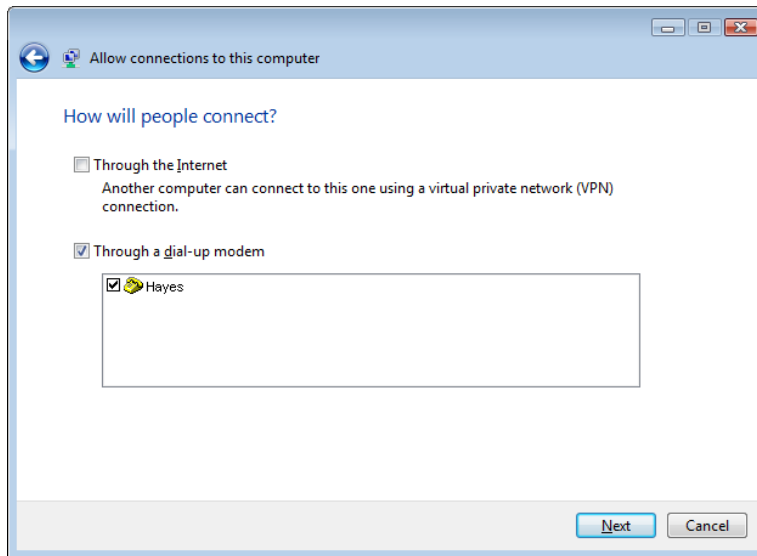 Allow connections to this computer
How will people connect?
Through the Internet
Another computer can connect to this one using a virtual private network (VPN)
connection.
Through a dial-up modem
Hayes
Next
Cancel